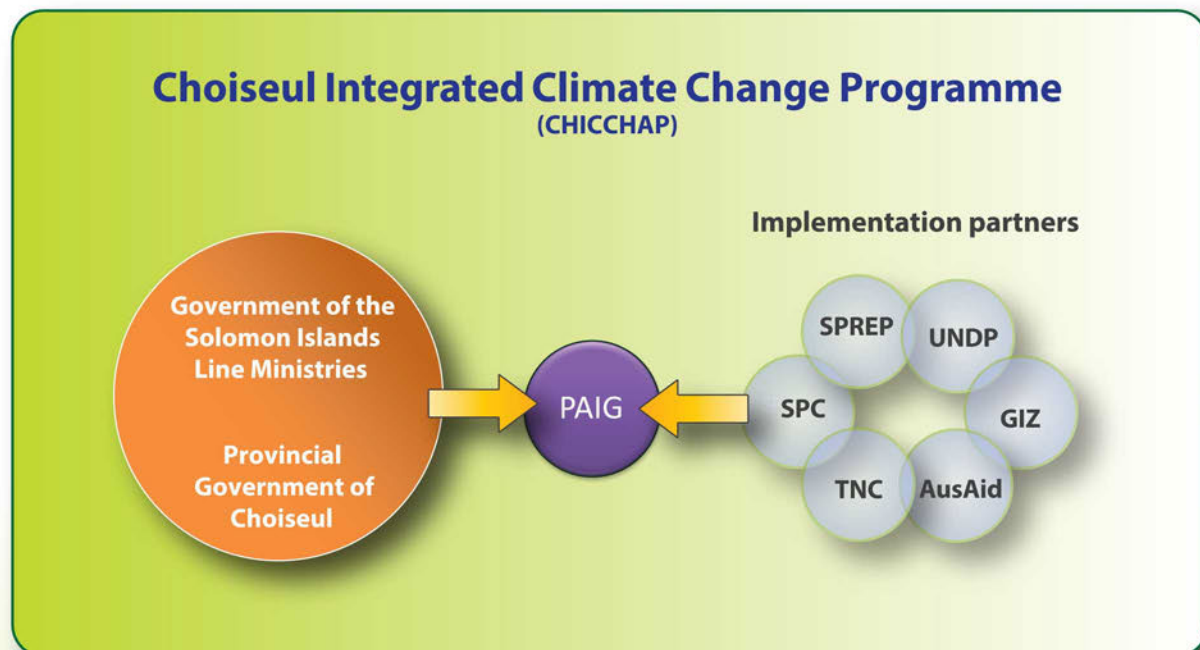 Choiseul Integrated Climate Change Programme
(CHICCHAP)
Implementation partners
Government of the
Solomon Islands
Line Ministries
Provincial
Government of
Choiseul
PAIG
SPREP
UNDP
SPC
GIZ
TNC
AusAid